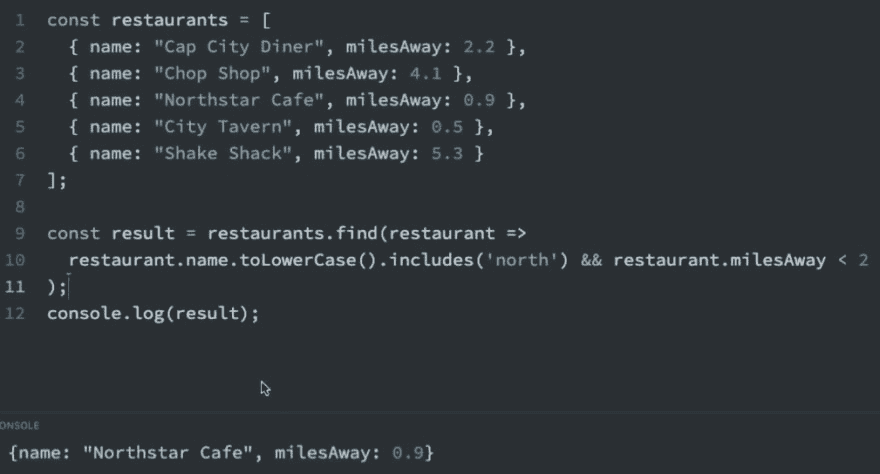 1 const restaurants = [
2 { name: "Cap City Diner", milesAway: 2.2 },
3 { name: "Chop Shop", milesAway: 4.1 },
4 { name: "Northstar Cafe", milesAway: 0.9 },
5 { name: "City Tavern", milesAway: 0.5 },
6 { name: "Shake Shack", milesAway: 5.3 }
7 ];
8
9 const result = restaurants.find(restaurant =>
10 restaurant.name.toLowerCase().includes('north') && restaurant.milesAway < 2
11 );
12 console.log(result);
ONSOLE
{name: "Northstar Cafe", milesAway: 0.9}